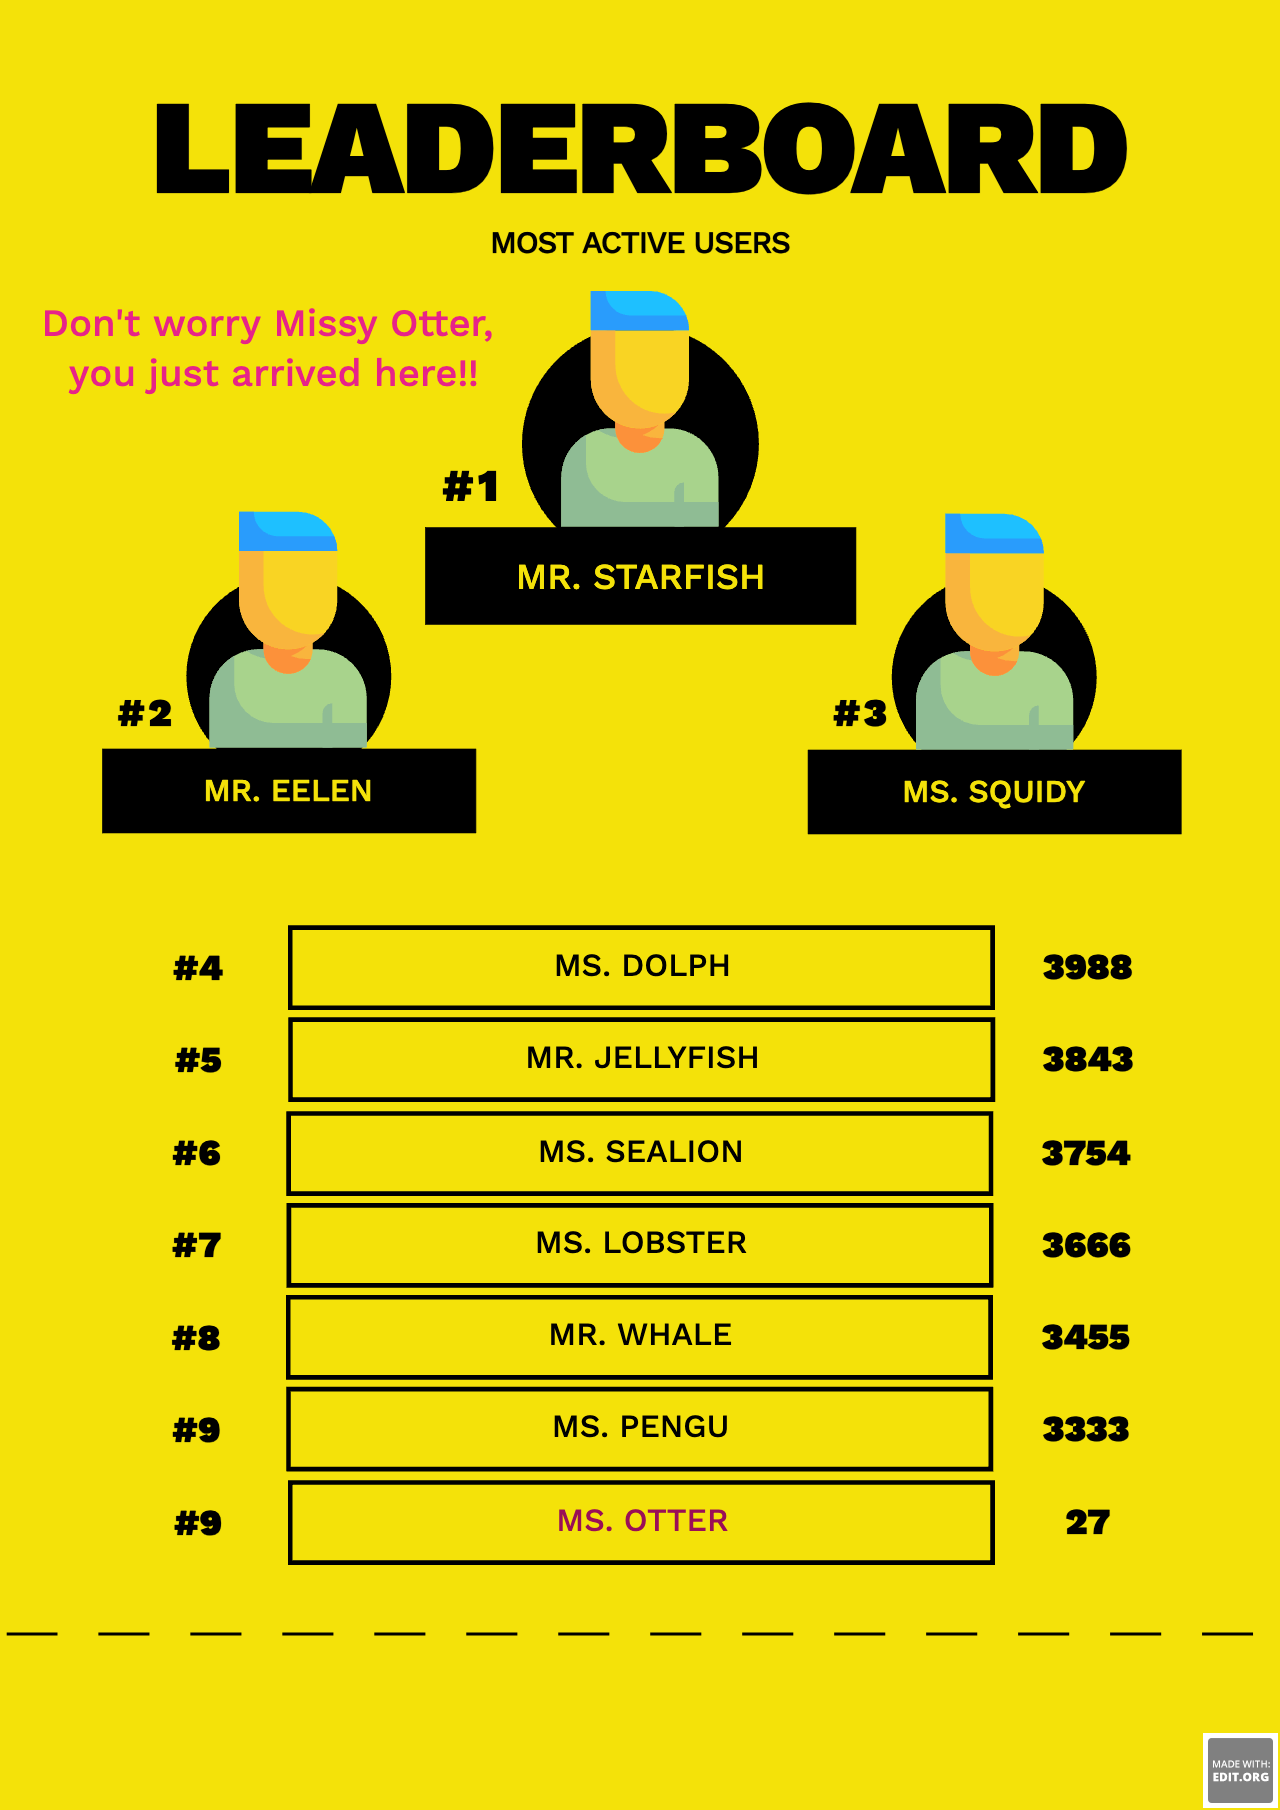 LEADERBOARD
MOST ACTIVE USERS
Don't worry Missy Otter,
you just arrived here!!
#1
MR. STARFISH
#2
MR. EELEN
#3
MS. SQUIDY
#4 MS. DOLPH 3988
#5 MR. JELLYFISH 3843
#6 MS. SEALION 3754
#7 MS. LOBSTER 3666
#8 MR. WHALE 3455
#9 MS. PENGU 3333
#9 MS. OTTER 27
MADE WITH:
EDIT.ORG